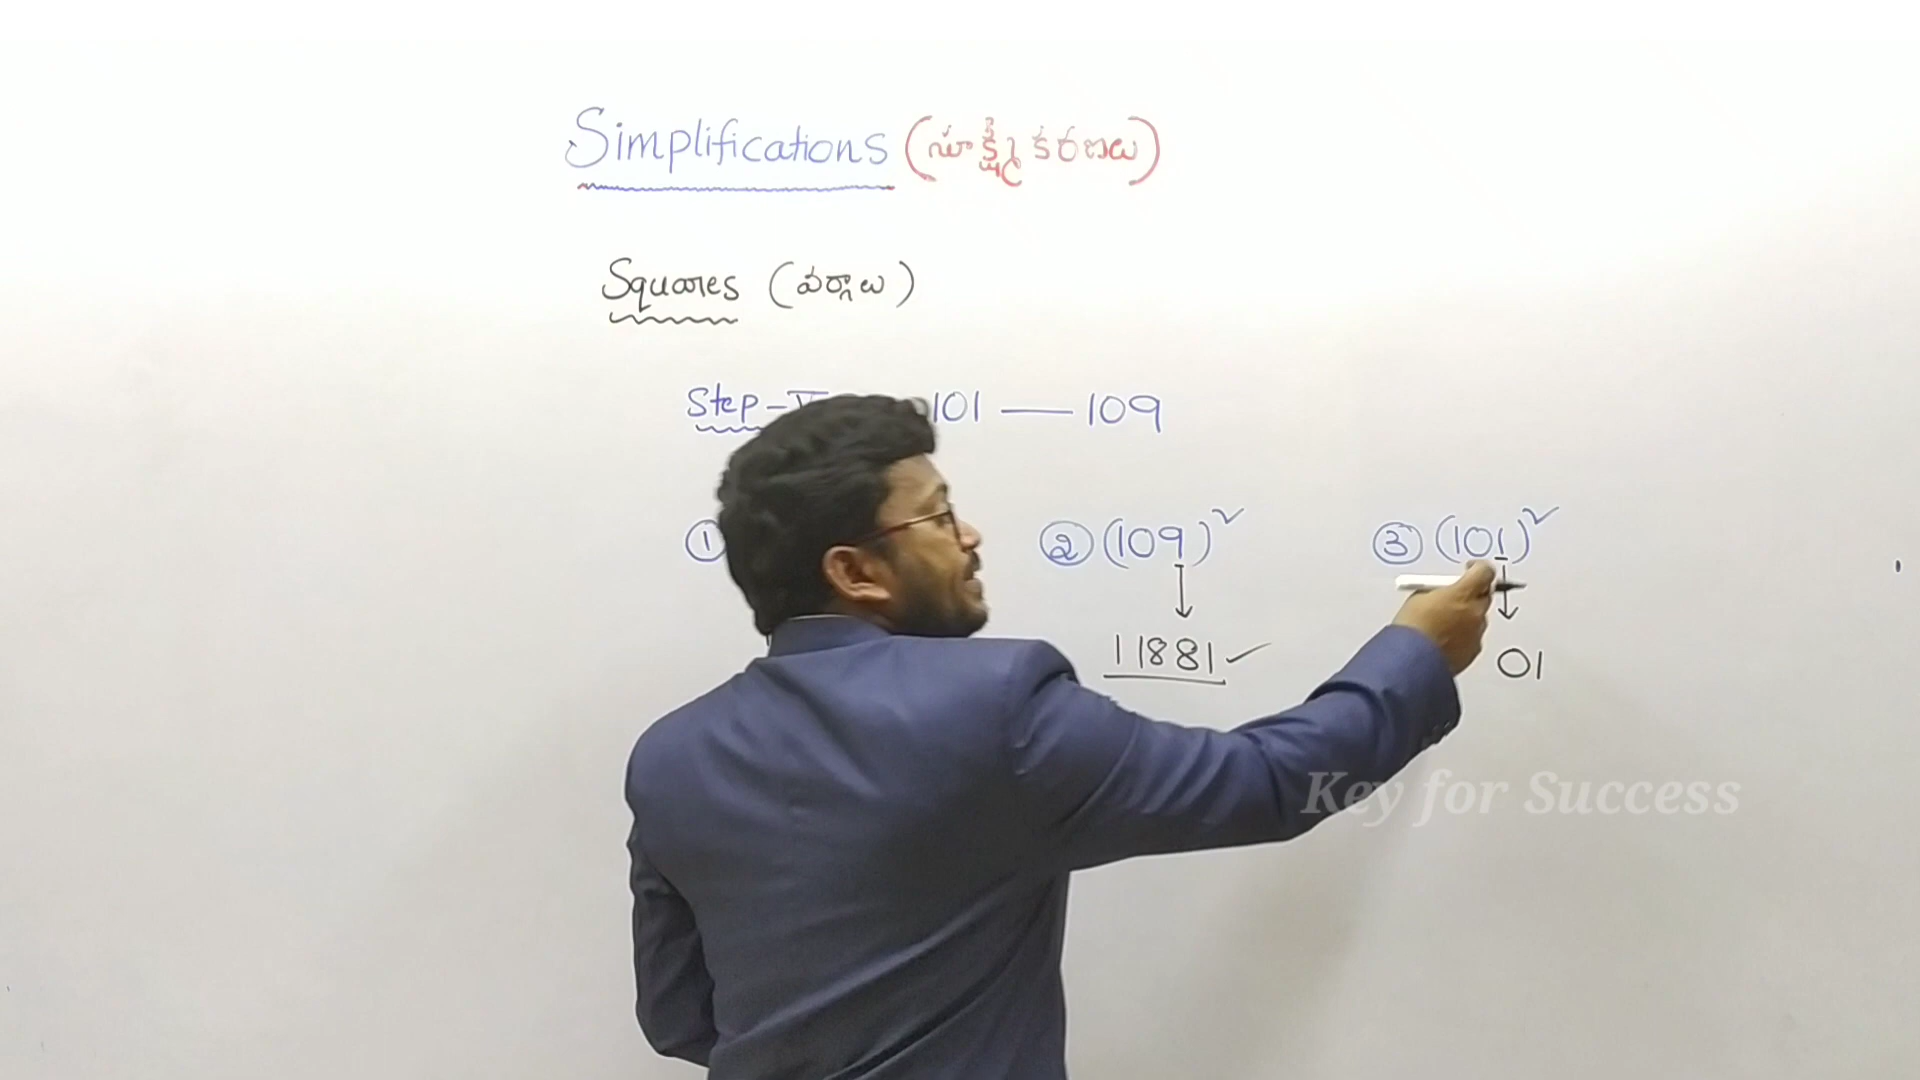 Simplifications (సూక్ష్మీకరణలు)
Squares (వర్గాలు)
Step-V 101 — 109
① ② (109)² ③ (101)²
11881 ✓ 01
Key for Success